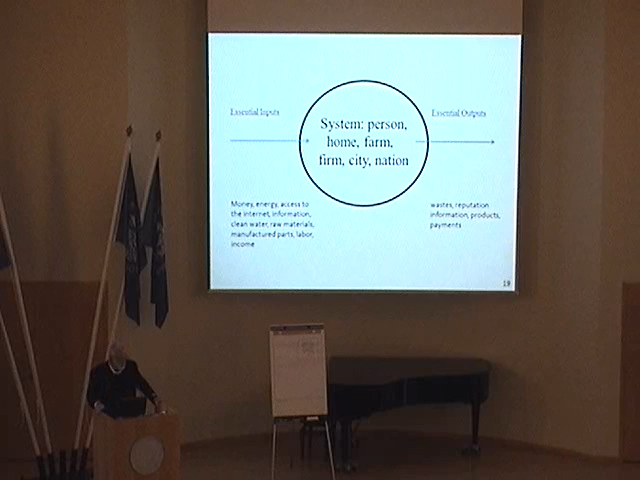 Essential Inputs
Essential Outputs
System: person,
home, farm,
firm, city, nation
Money, energy, access to
the internet, information,
clean water, raw materials,
manufactured parts, labor,
income
wastes, reputation
information, products,
payments
19